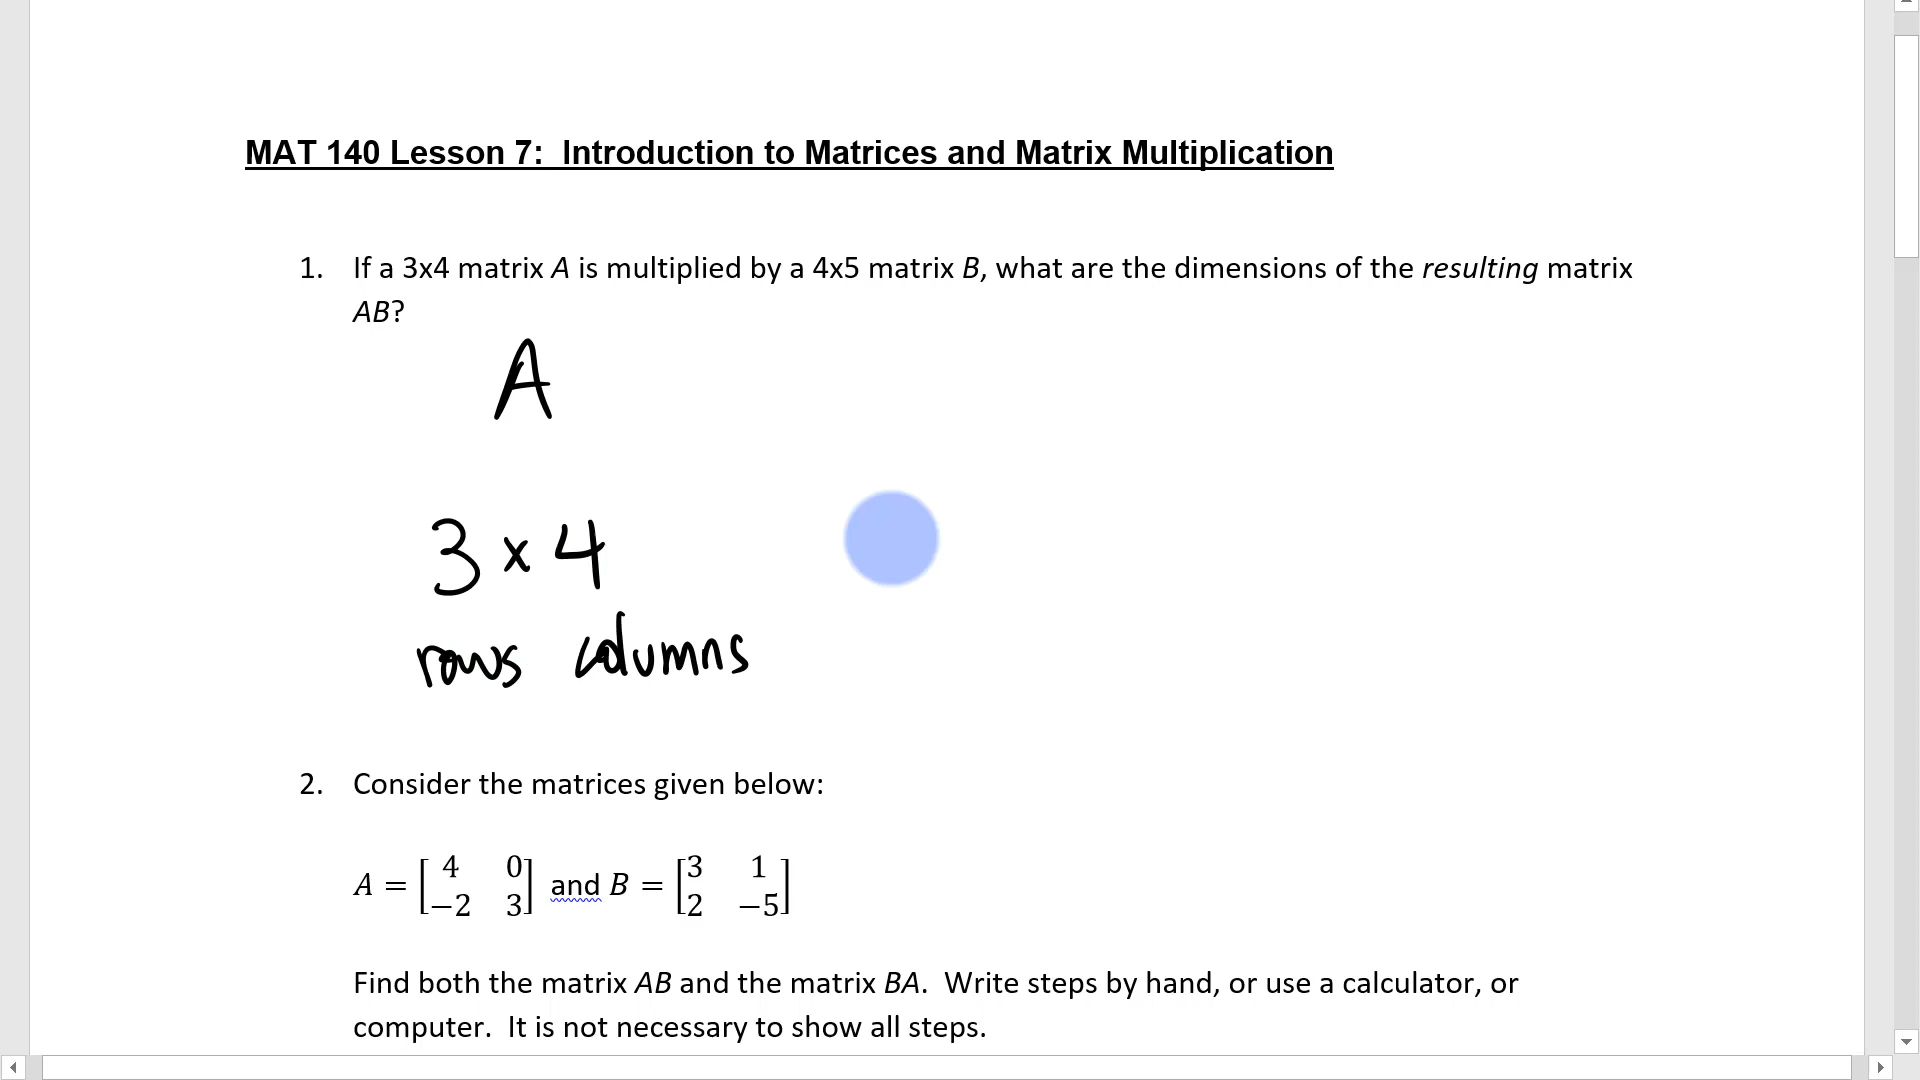 MAT 140 Lesson 7:  Introduction to Matrices and Matrix Multiplication
1. If a 3x4 matrix A is multiplied by a 4x5 matrix B, what are the dimensions of the resulting matrix
AB?
A
3 x 4
rows columns
2. Consider the matrices given below:
A = [4 0
−2 3] and B = [3 1
2 −5]
Find both the matrix AB and the matrix BA.  Write steps by hand, or use a calculator, or
computer.  It is not necessary to show all steps.